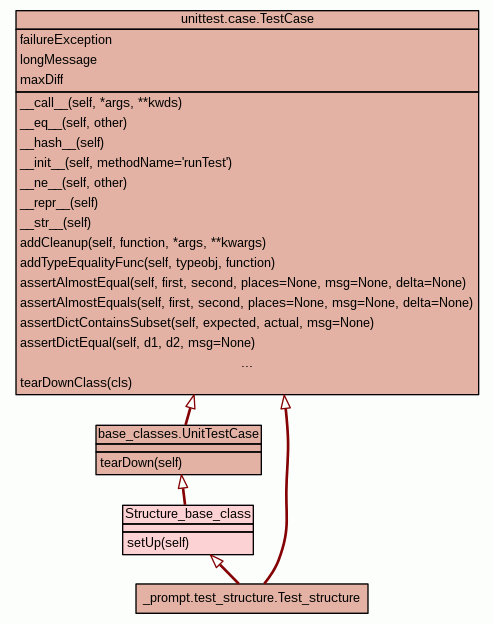 unittest.case.TestCase
failureException
longMessage
maxDiff
__call__(self, *args, **kwds)
__eq__(self, other)
__hash__(self)
__init__(self, methodName='runTest')
__ne__(self, other)
__repr__(self)
__str__(self)
addCleanup(self, function, *args, **kwargs)
addTypeEqualityFunc(self, typeobj, function)
assertAlmostEqual(self, first, second, places=None, msg=None, delta=None)
assertAlmostEquals(self, first, second, places=None, msg=None, delta=None)
assertDictContainsSubset(self, expected, actual, msg=None)
assertDictEqual(self, d1, d2, msg=None)
...
tearDownClass(cls)
base_classes.UnitTestCase
tearDown(self)
Structure_base_class
setUp(self)
_prompt.test_structure.Test_structure